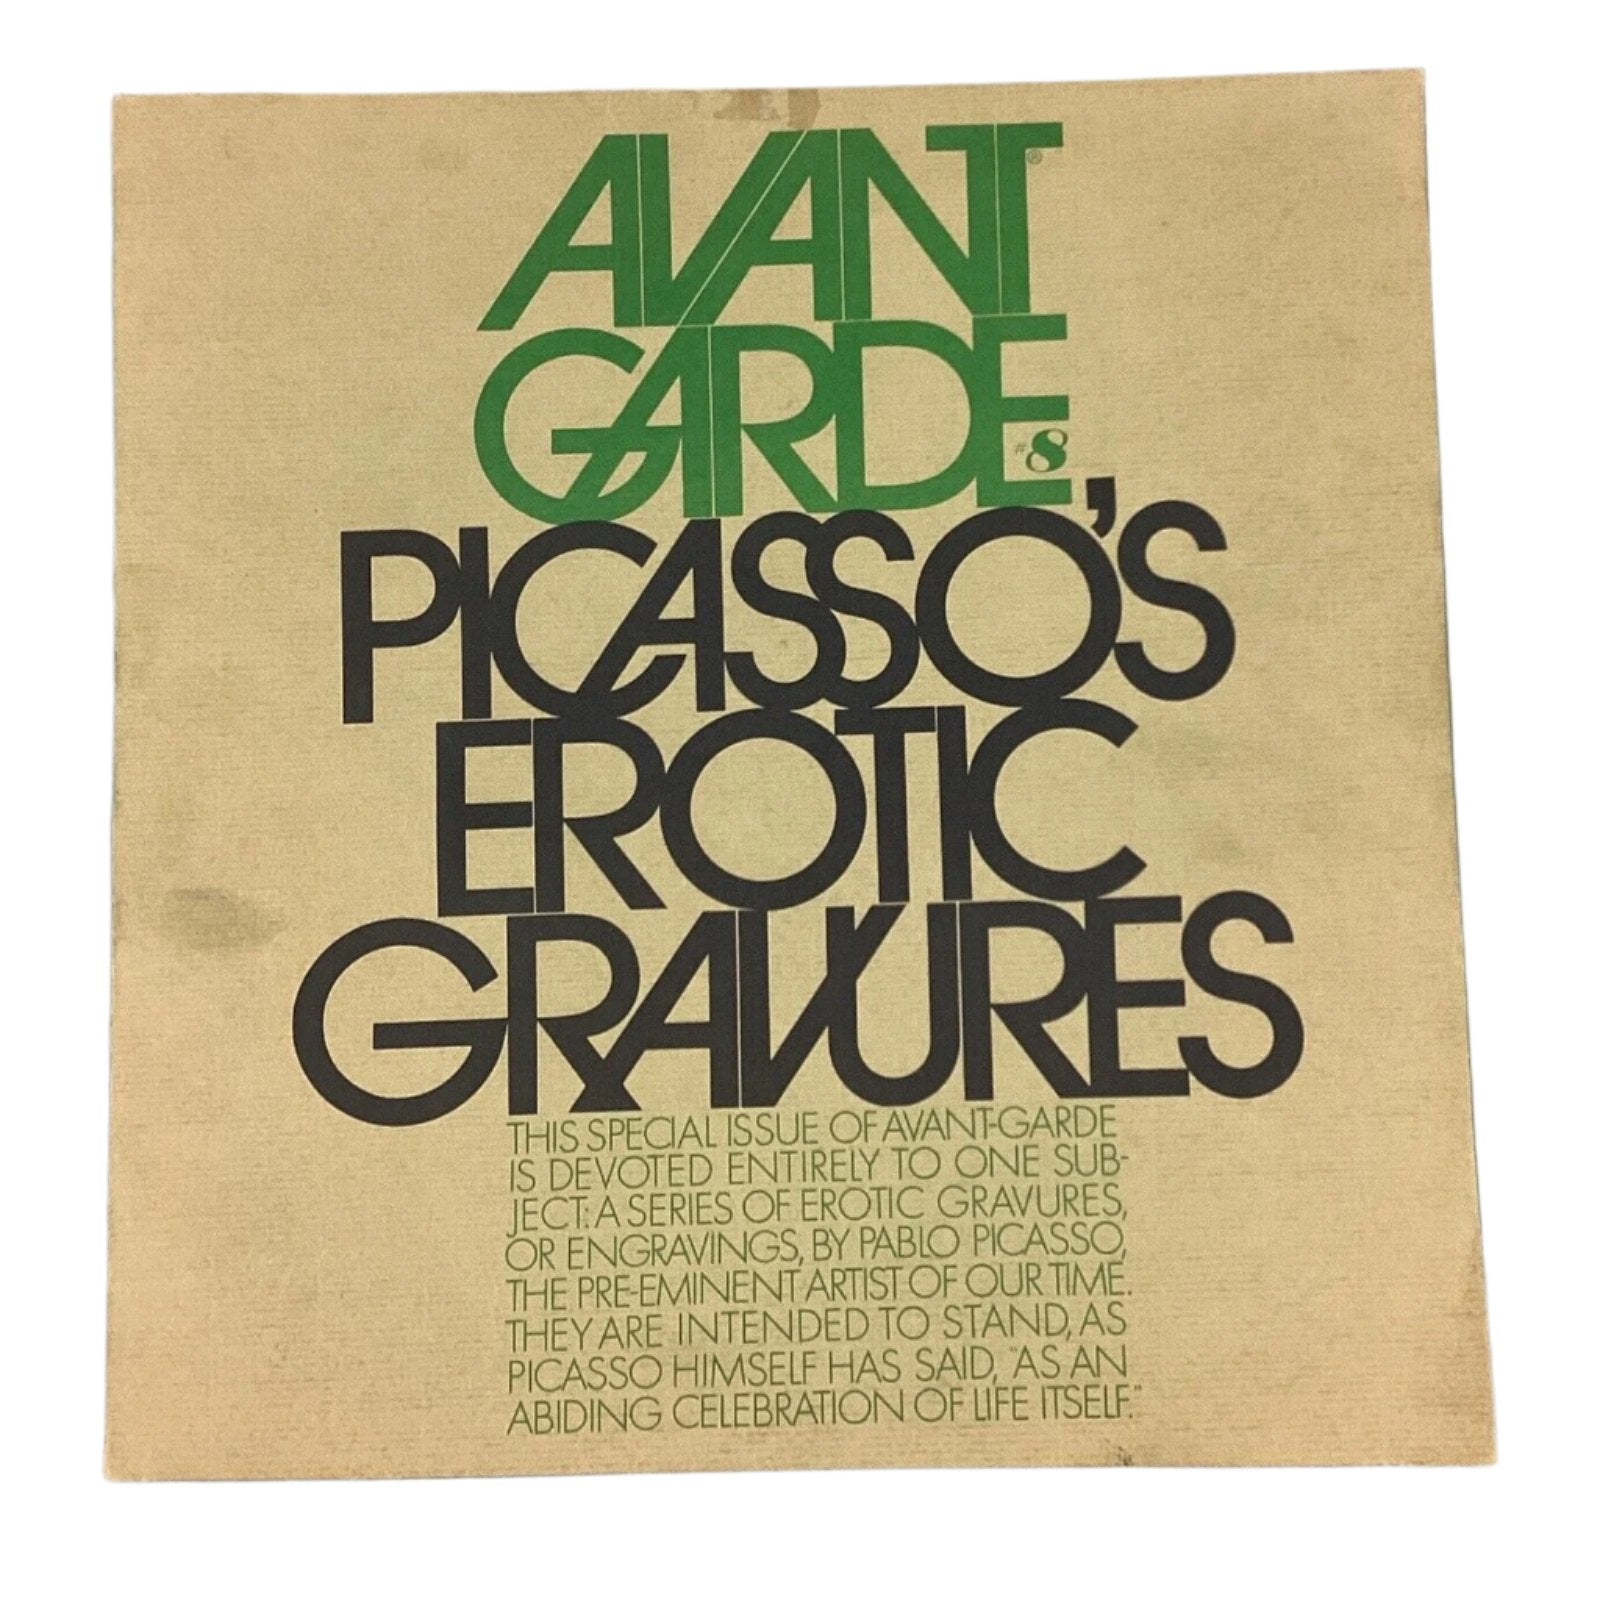 AVANT®
GARDE #8
PICASSO'S
EROTIC
GRAVURES
THIS SPECIAL ISSUE OF AVANT-GARDE
IS DEVOTED ENTIRELY TO ONE SUB-
JECT: A SERIES OF EROTIC GRAVURES,
OR ENGRAVINGS, BY PABLO PICASSO,
THE PRE-EMINENT ARTIST OF OUR TIME.
THEY ARE INTENDED TO STAND, AS
PICASSO HIMSELF HAS SAID, "AS AN
ABIDING CELEBRATION OF LIFE ITSELF."